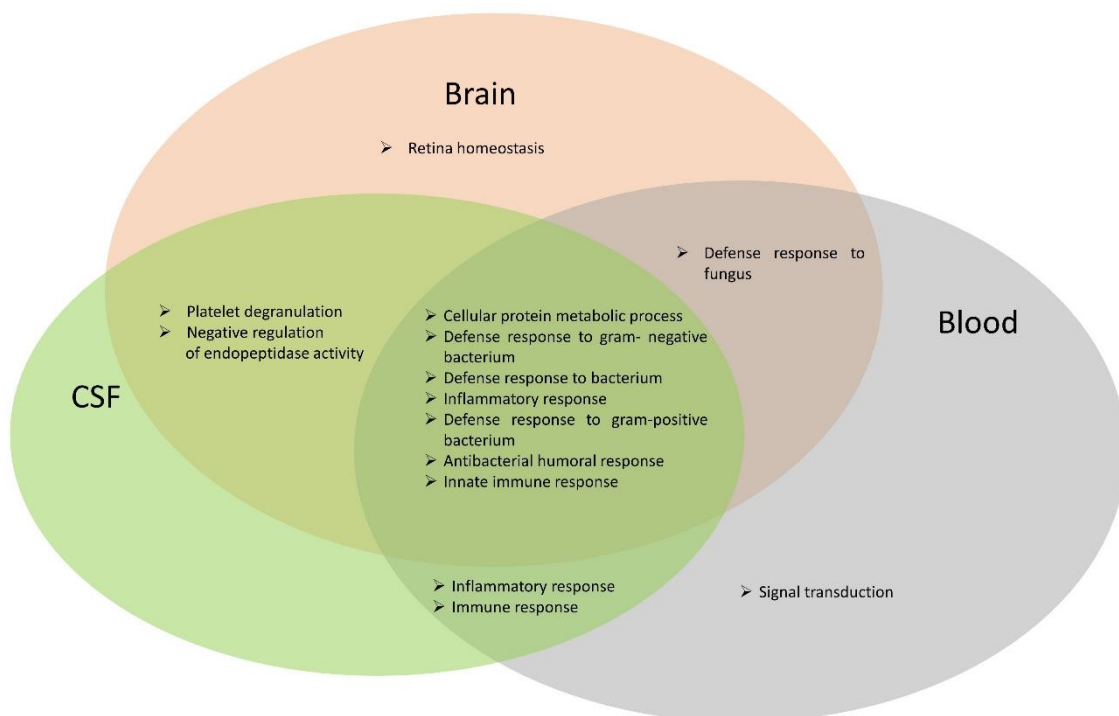 Brain
➢ Retina homeostasis
➢ Defense response to
fungus
➢ Platelet degranulation
➢ Negative regulation
of endopeptidase activity
➢ Cellular protein metabolic process
➢ Defense response to gram- negative
bacterium
➢ Defense response to bacterium
➢ Inflammatory response
➢ Defense response to gram-positive
bacterium
➢ Antibacterial humoral response
➢ Innate immune response
Blood
CSF
➢ Inflammatory response
➢ Immune response
➢ Signal transduction